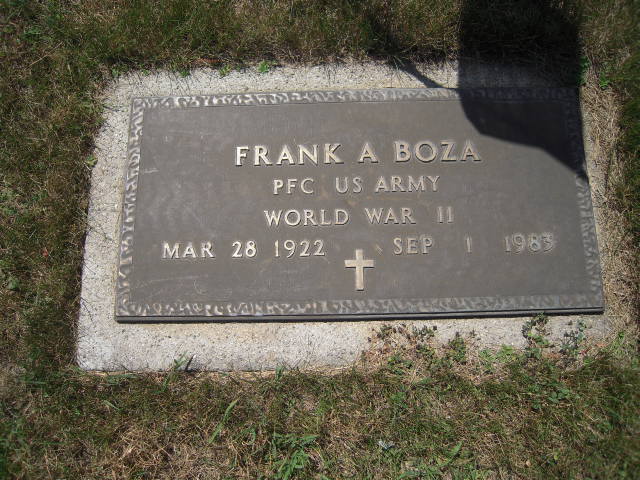 FRANK A BOZA
PFC US ARMY
WORLD WAR II
MAR 28 1922 SEP 1 1983